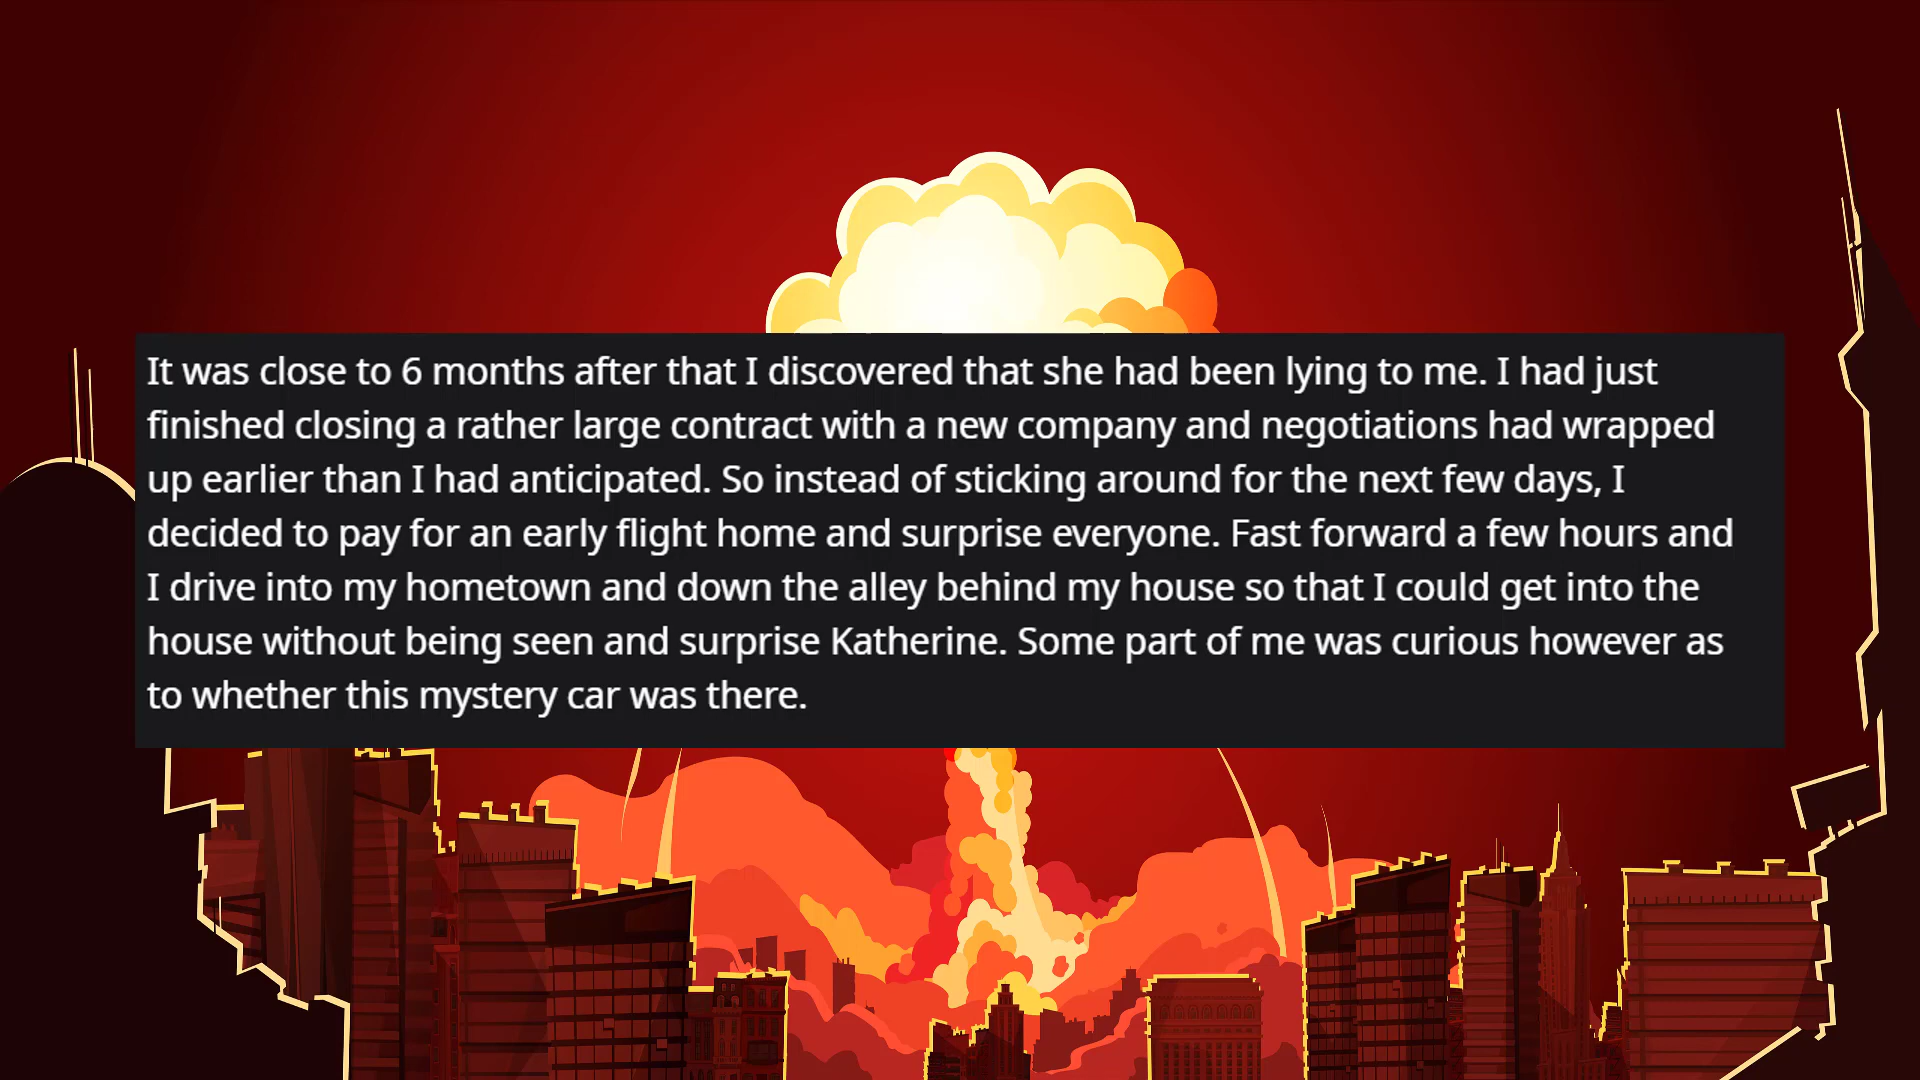 It was close to 6 months after that I discovered that she had been lying to me. I had just
finished closing a rather large contract with a new company and negotiations had wrapped
up earlier than I had anticipated. So instead of sticking around for the next few days, I
decided to pay for an early flight home and surprise everyone. Fast forward a few hours and
I drive into my hometown and down the alley behind my house so that I could get into the
house without being seen and surprise Katherine. Some part of me was curious however as
to whether this mystery car was there.